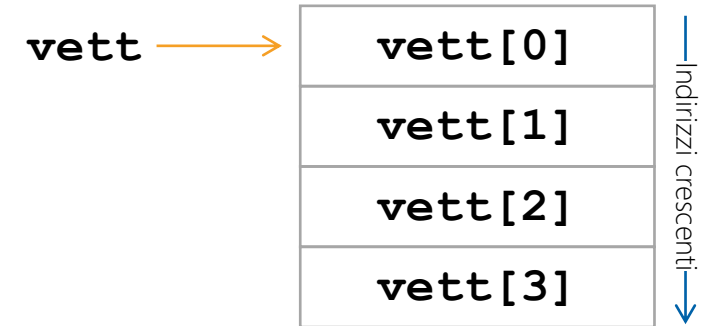 vett
vett[0]
vett[1]
vett[2]
vett[3]
Indirizzi crescenti